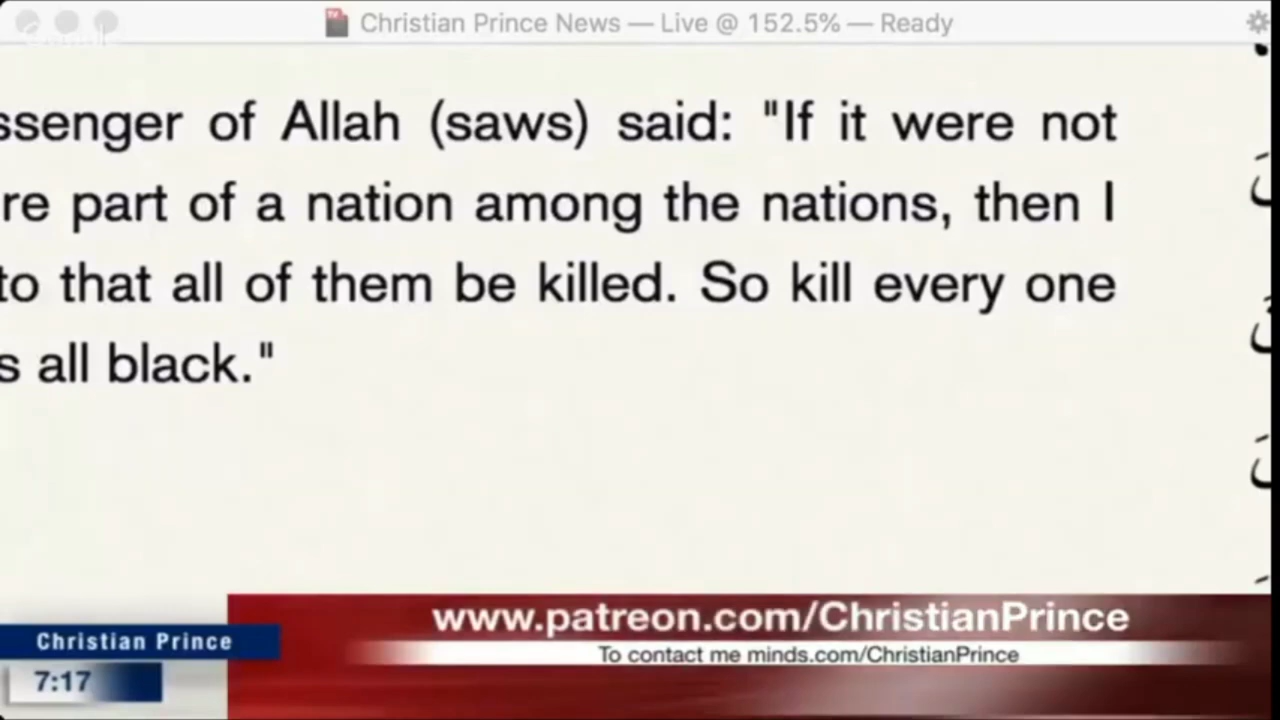 Christian Prince News — Live @ 152.5% — Ready
ssenger of Allah (saws) said: "If it were not
re part of a nation among the nations, then I
to that all of them be killed. So kill every one
s all black."
www.patreon.com/ChristianPrince
To contact me minds.com/ChristianPrince
Christian Prince
7:17